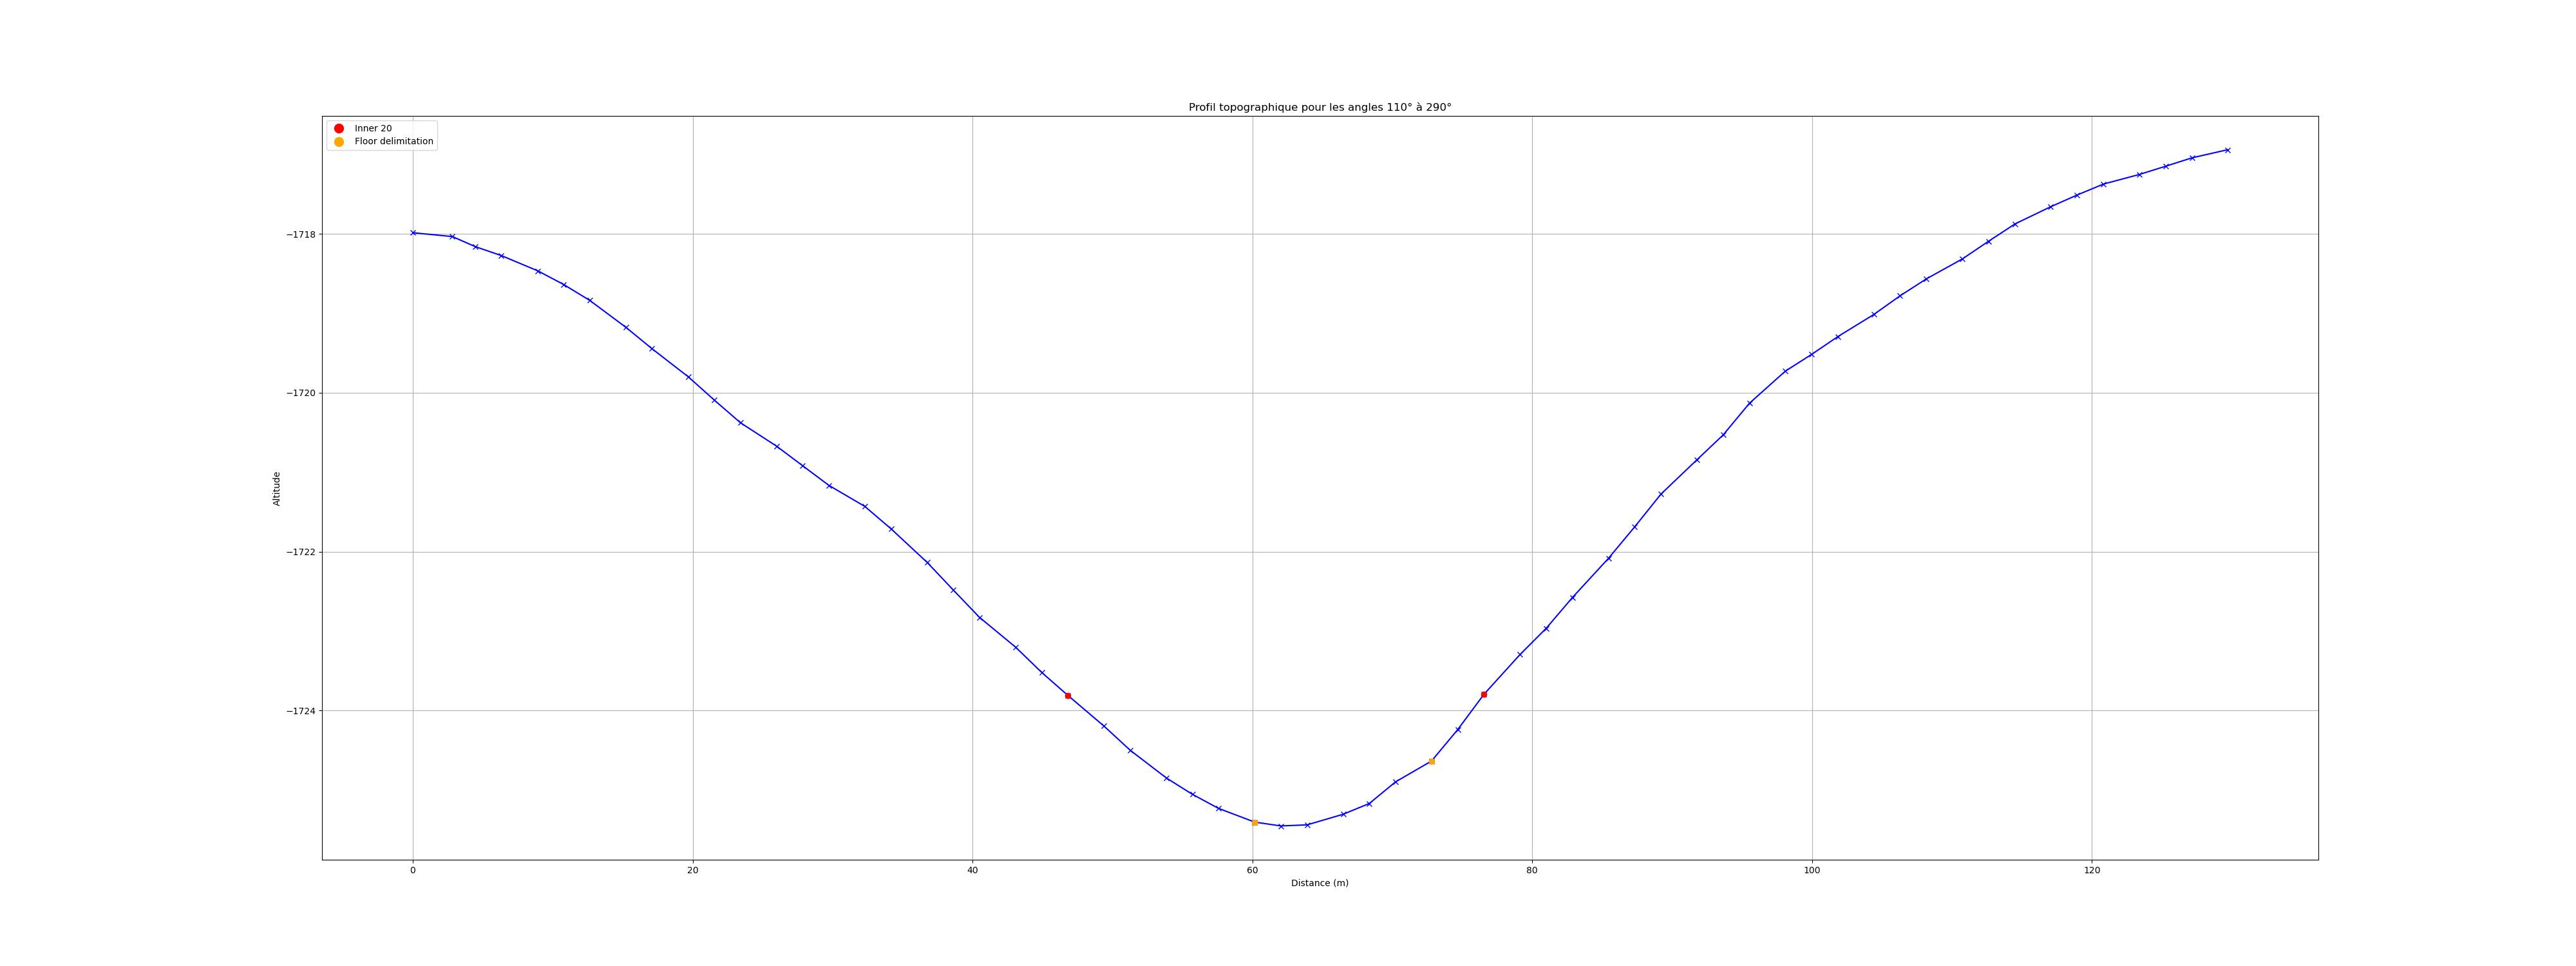 Profil topographique pour les angles 110° à 290°
Inner 20
Floor delimitation
−1718
−1720
−1722
−1724
Altitude
0 20 40 60 80 100 120
Distance (m)